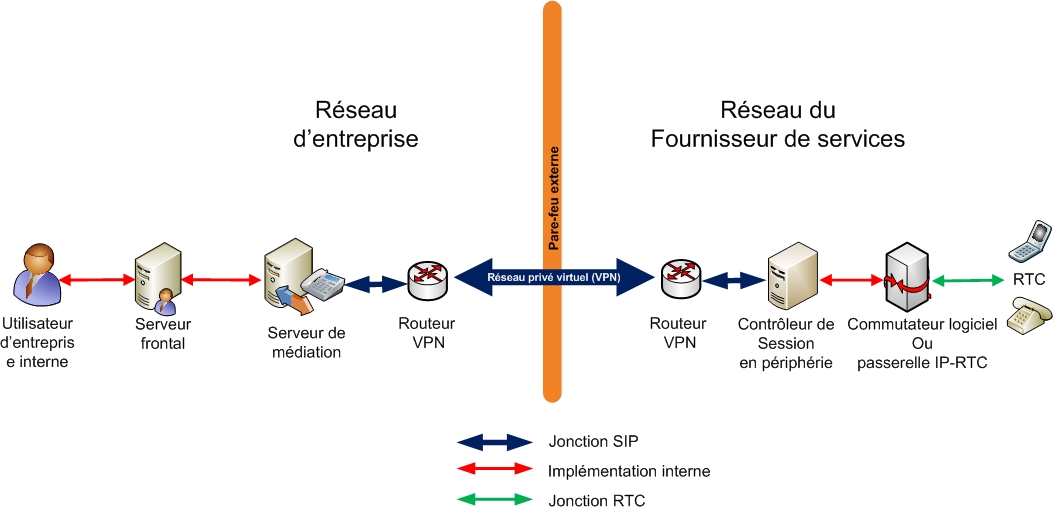 Réseau
d'entreprise
Réseau du
Fournisseur de services
Pare-feu externe
Réseau privé virtuel (VPN)
Utilisateur
d'entrepris
e interne
Serveur
frontal
Serveur de
médiation
Routeur
VPN
Routeur
VPN
Contrôleur de
Session
en périphérie
Commutateur logiciel
Ou
passerelle IP-RTC
RTC
Jonction SIP
Implémentation interne
Jonction RTC